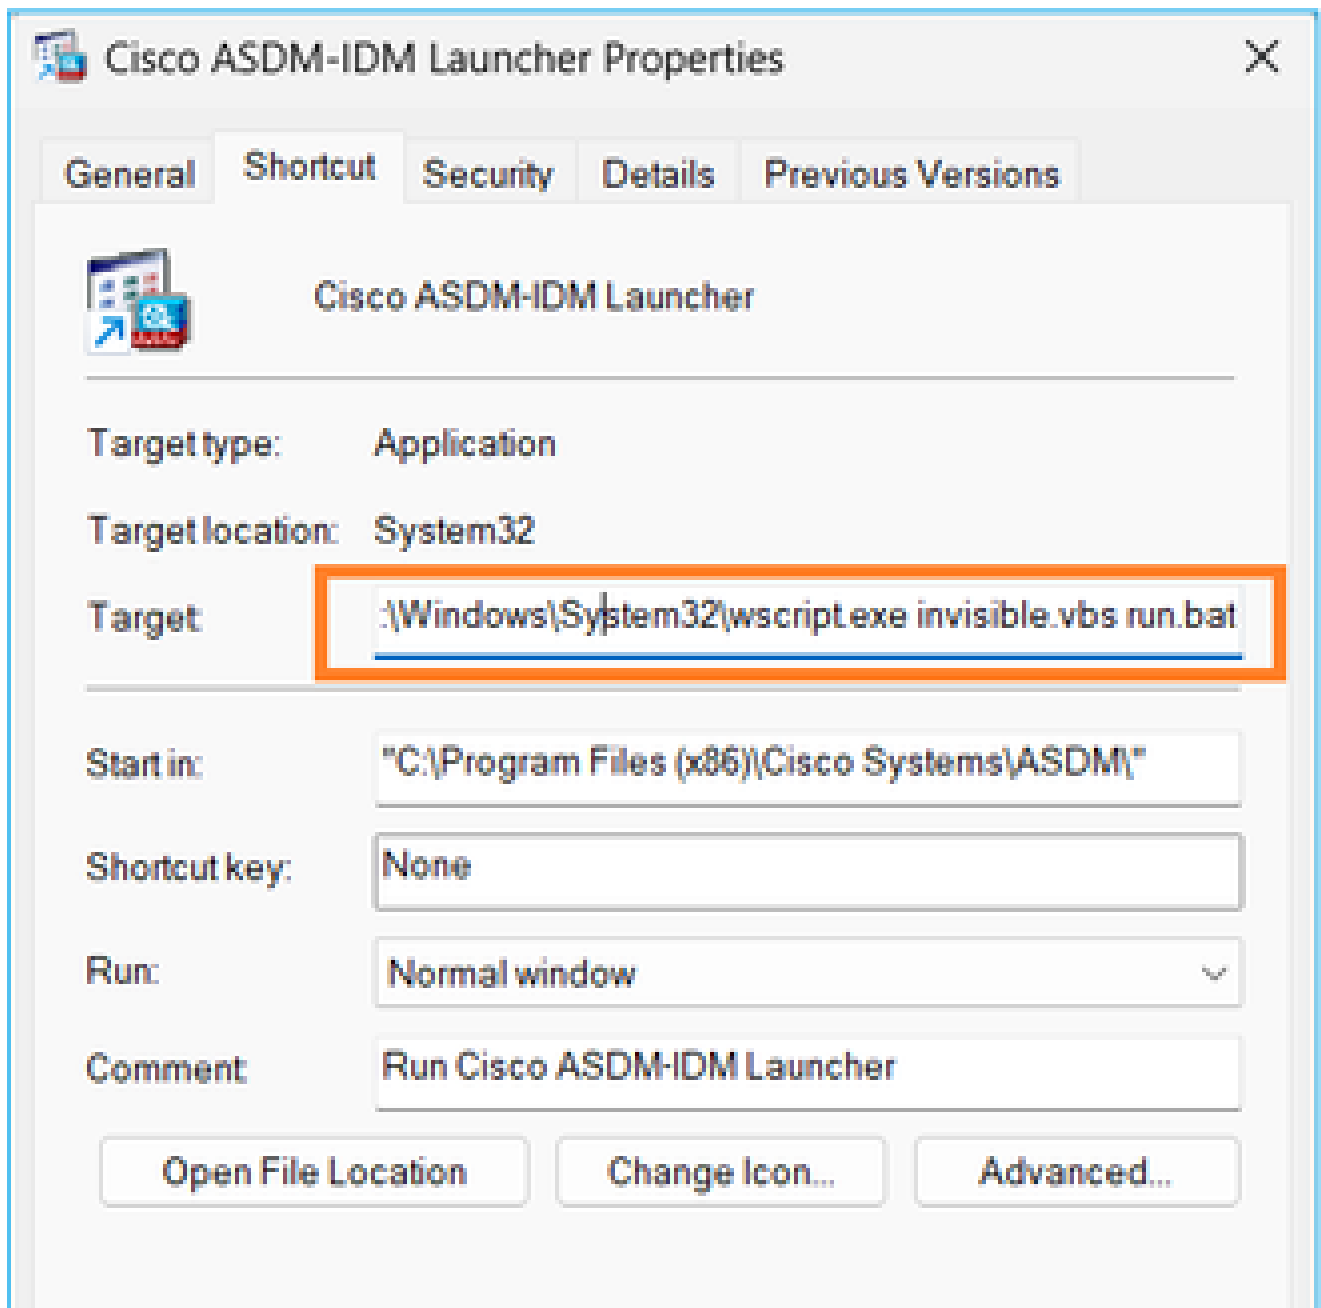 Cisco ASDM-IDM Launcher Properties
General Shortcut Security Details Previous Versions
Cisco ASDM-IDM Launcher
Target type: Application
Target location: System32
Target: :\Windows\System32\wscript.exe invisible.vbs run.bat
Start in: "C:\Program Files (x86)\Cisco Systems\ASDM\"
Shortcut key: None
Run: Normal window
Comment: Run Cisco ASDM-IDM Launcher
Open File Location Change Icon... Advanced...